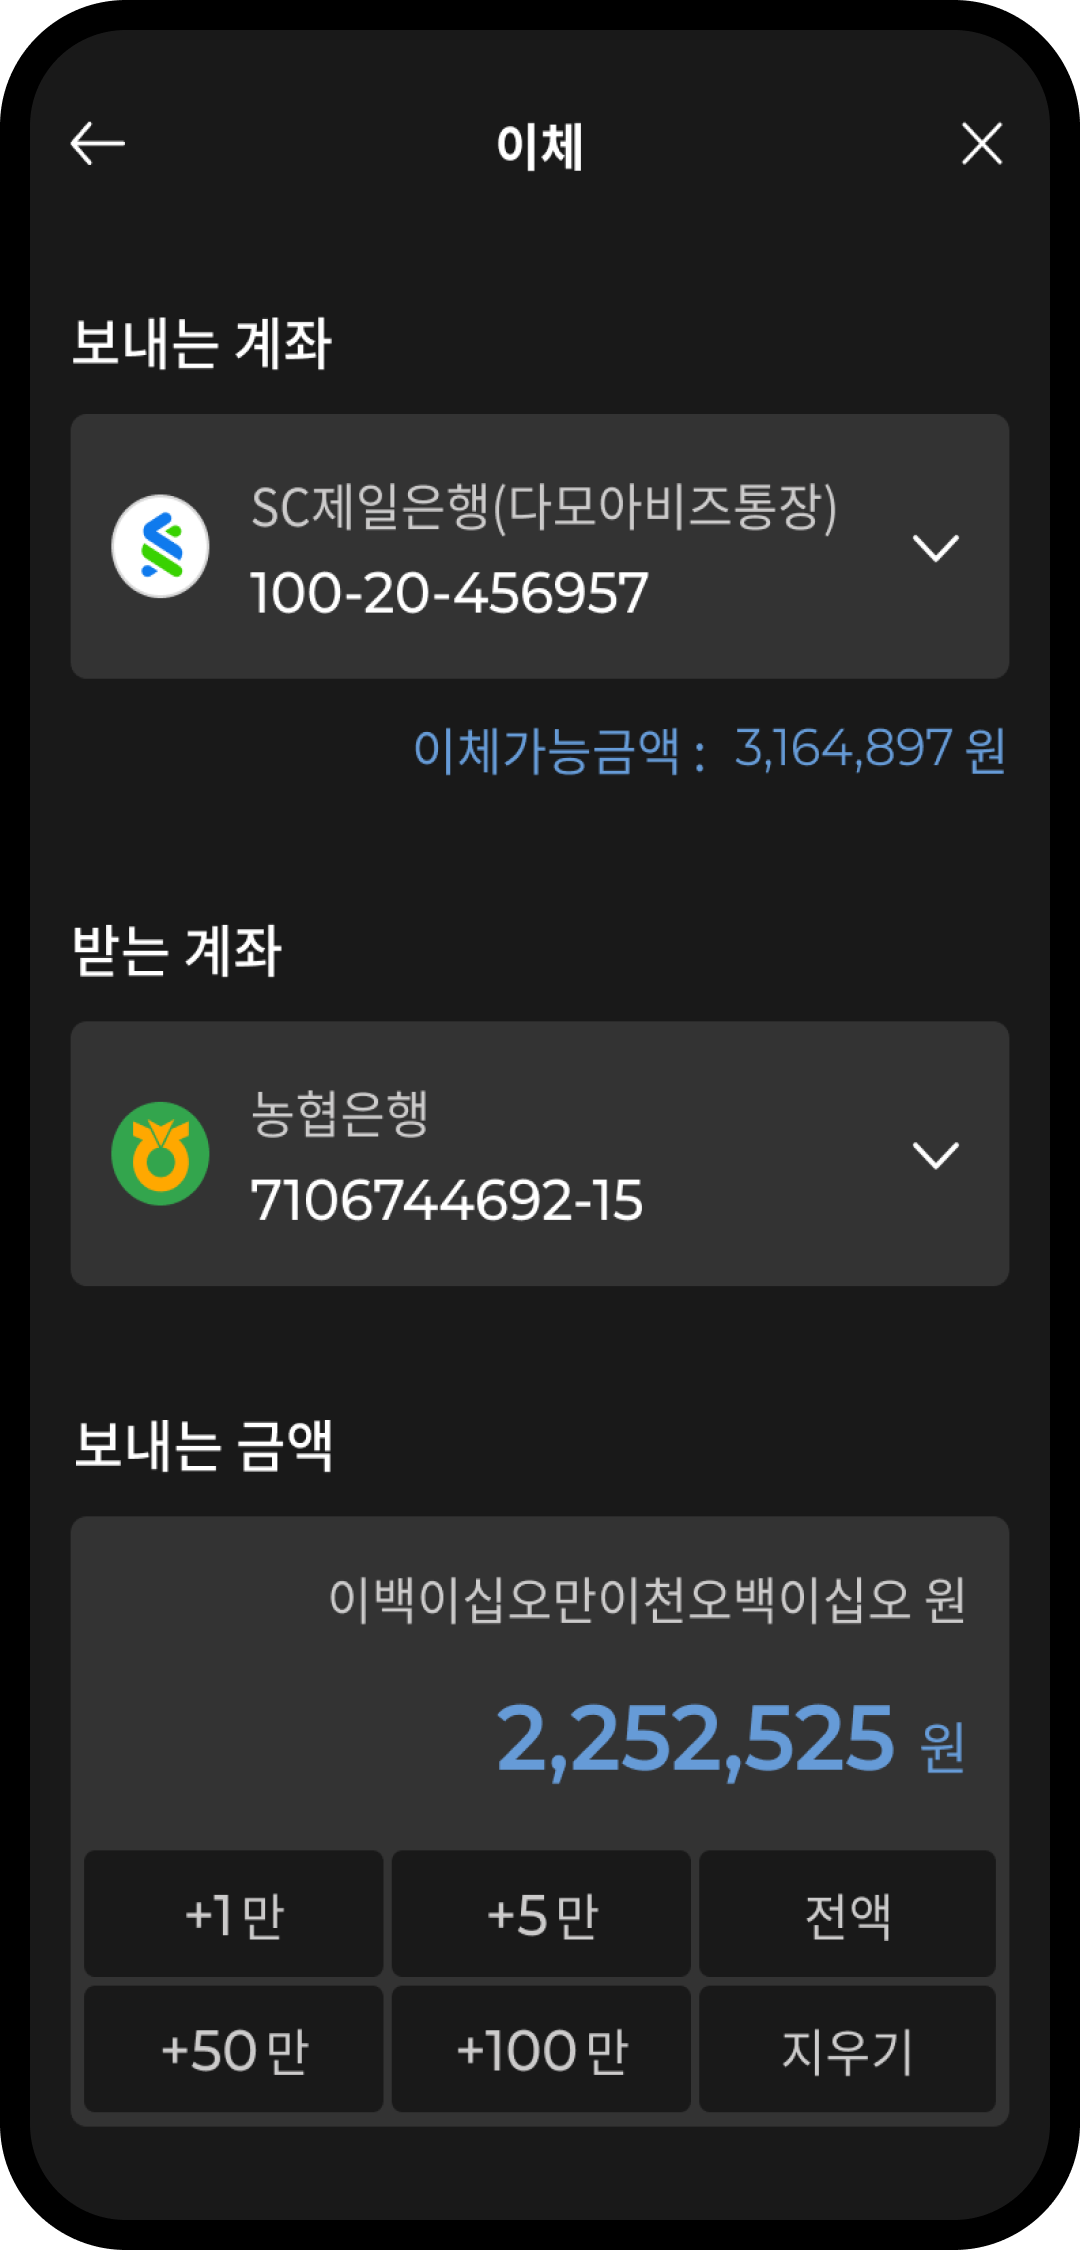 이체
보내는 계좌
SC제일은행(다모아비즈통장)
100-20-456957
이체가능금액 : 3,164,897 원
받는 계좌
농협은행
7106744692-15
보내는 금액
이백이십오만이천오백이십오 원
2,252,525 원
+1만 +5만 전액
+50만 +100만 지우기